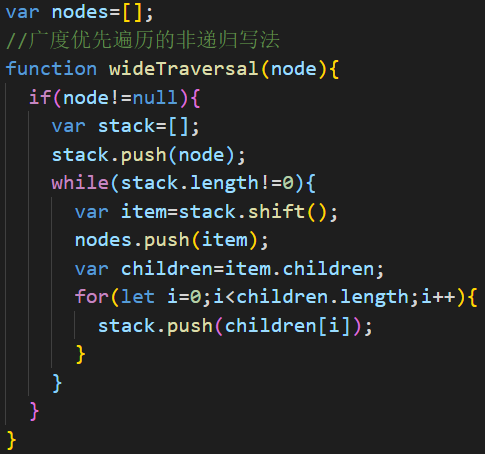 var nodes=[];
//广度优先遍历的非递归写法
function wideTraversal(node){
  if(node!=null){
    var stack=[];
    stack.push(node);
    while(stack.length!=0){
      var item=stack.shift();
      nodes.push(item);
      var children=item.children;
      for(let i=0;i<children.length;i++){
        stack.push(children[i]);
      }
    }
  }
}